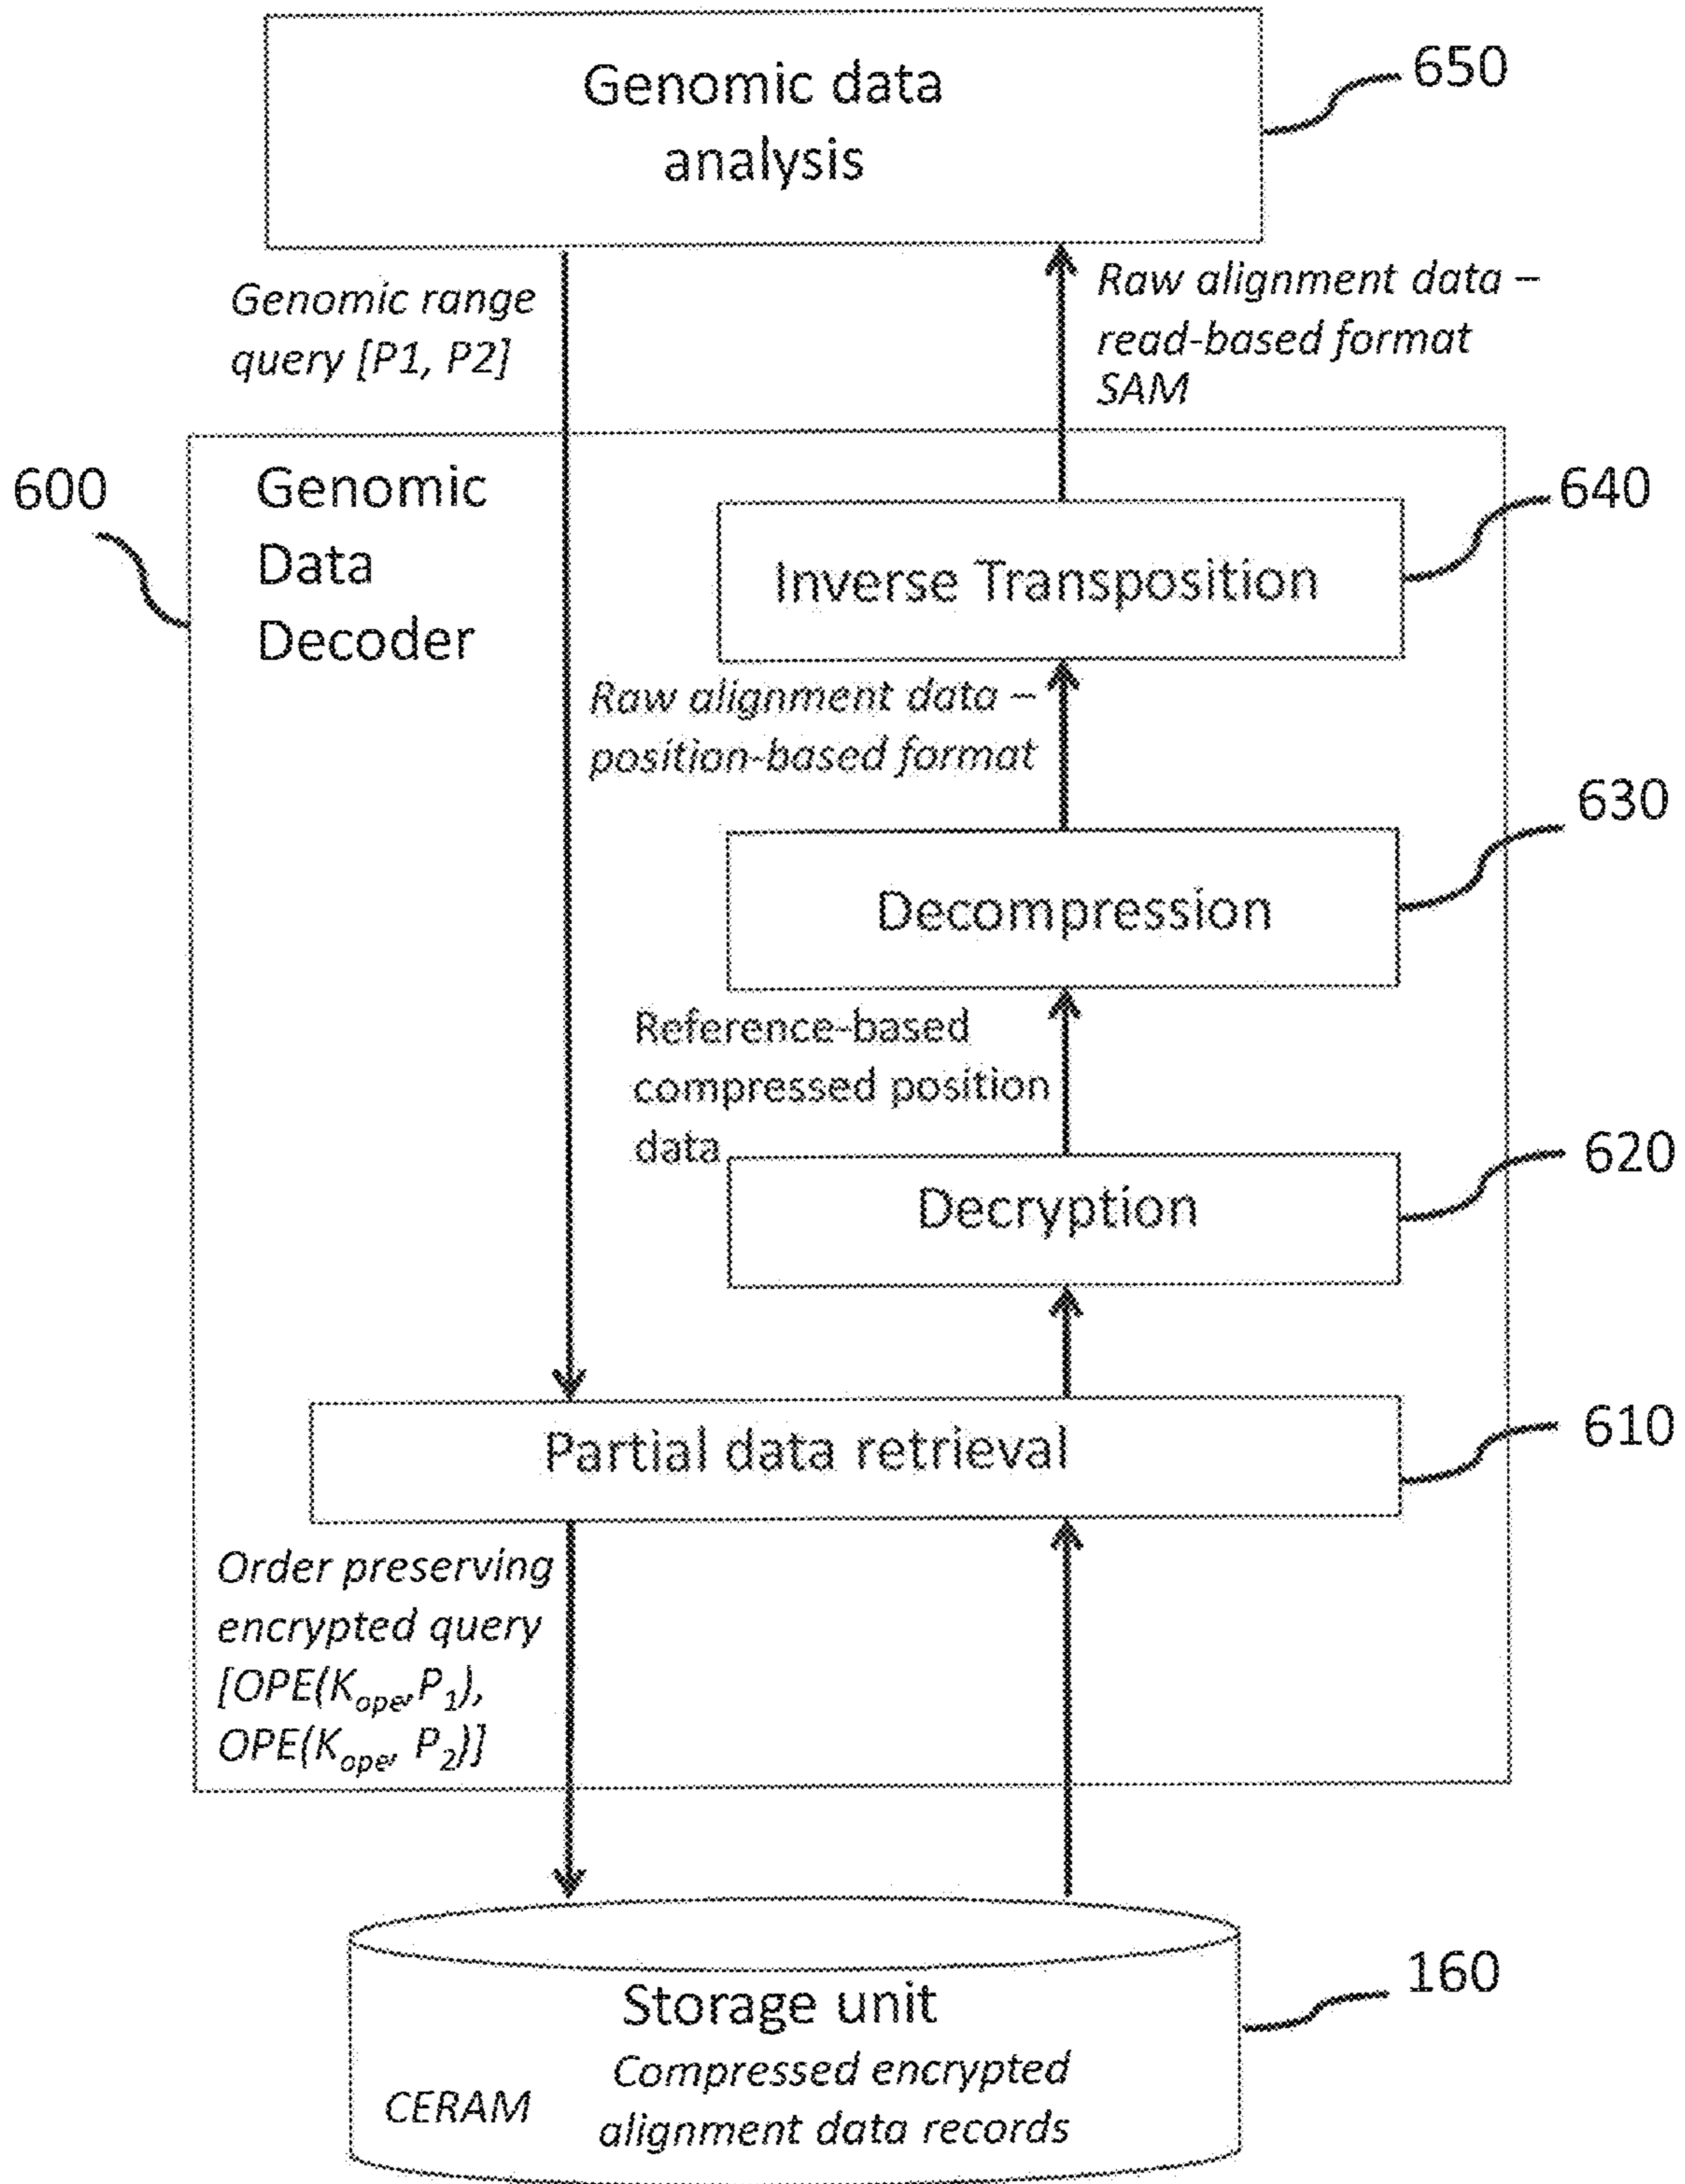 Genomic data
analysis
650
Genomic range
query [P1, P2]
Raw alignment data –
read-based format
SAM
600
Genomic
Data
Decoder
640
Inverse Transposition
Raw alignment data –
position-based format
630
Decompression
Reference-based
compressed position
data
620
Decryption
610
Partial data retrieval
Order preserving
encrypted query
[OPE(Kope,P1),
OPE(Kope, P2)]
160
Storage unit
Compressed encrypted
CERAM
alignment data records